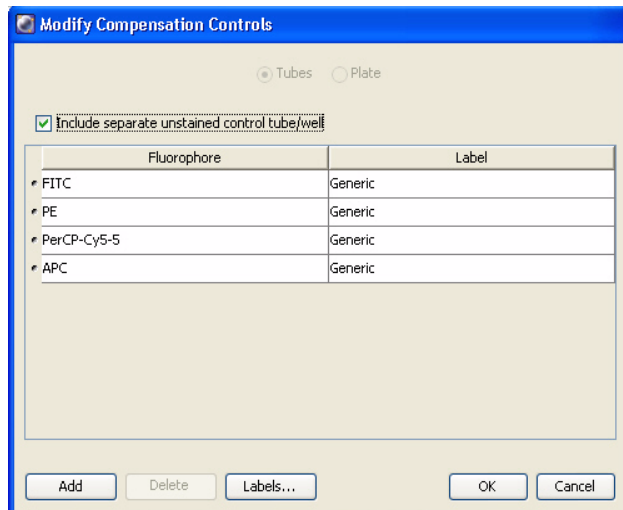 Modify Compensation Controls
Tubes Plate
Include separate unstained control tube/well
Fluorophore Label
FITC Generic
PE Generic
PerCP-Cy5-5 Generic
APC Generic
Add Delete Labels... OK Cancel